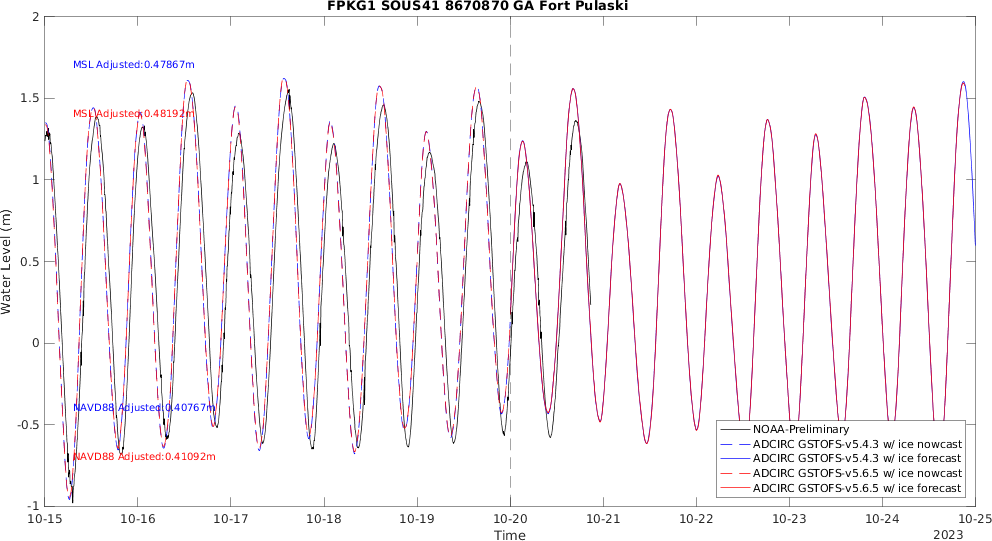 FPKG1 SOUS41 8670870 GA Fort Pulaski
2
1.5
1
0.5
0
-0.5
-1
Water Level (m)
MSL Adjusted:0.47867m
MSL Adjusted:0.48192m
NAVD88 Adjusted:0.40767m
NAVD88 Adjusted:0.41092m
NOAA-Preliminary
ADCIRC GSTOFS-v5.4.3 w/ ice nowcast
ADCIRC GSTOFS-v5.4.3 w/ ice forecast
ADCIRC GSTOFS-v5.6.5 w/ ice nowcast
ADCIRC GSTOFS-v5.6.5 w/ ice forecast
10-15 10-16 10-17 10-18 10-19 10-20 10-21 10-22 10-23 10-24 10-25
Time
2023